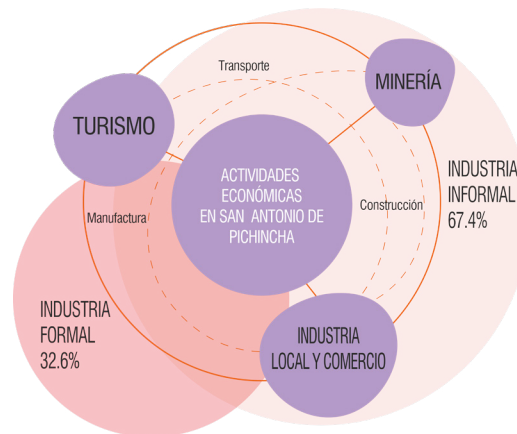 Transporte
MINERÍA
TURISMO
ACTIVIDADES
ECONÓMICAS
EN SAN ANTONIO DE
PICHINCHA
INDUSTRIA
INFORMAL
67.4%
Manufactura
Construcción
INDUSTRIA
FORMAL
32.6%
INDUSTRIA
LOCAL Y COMERCIO